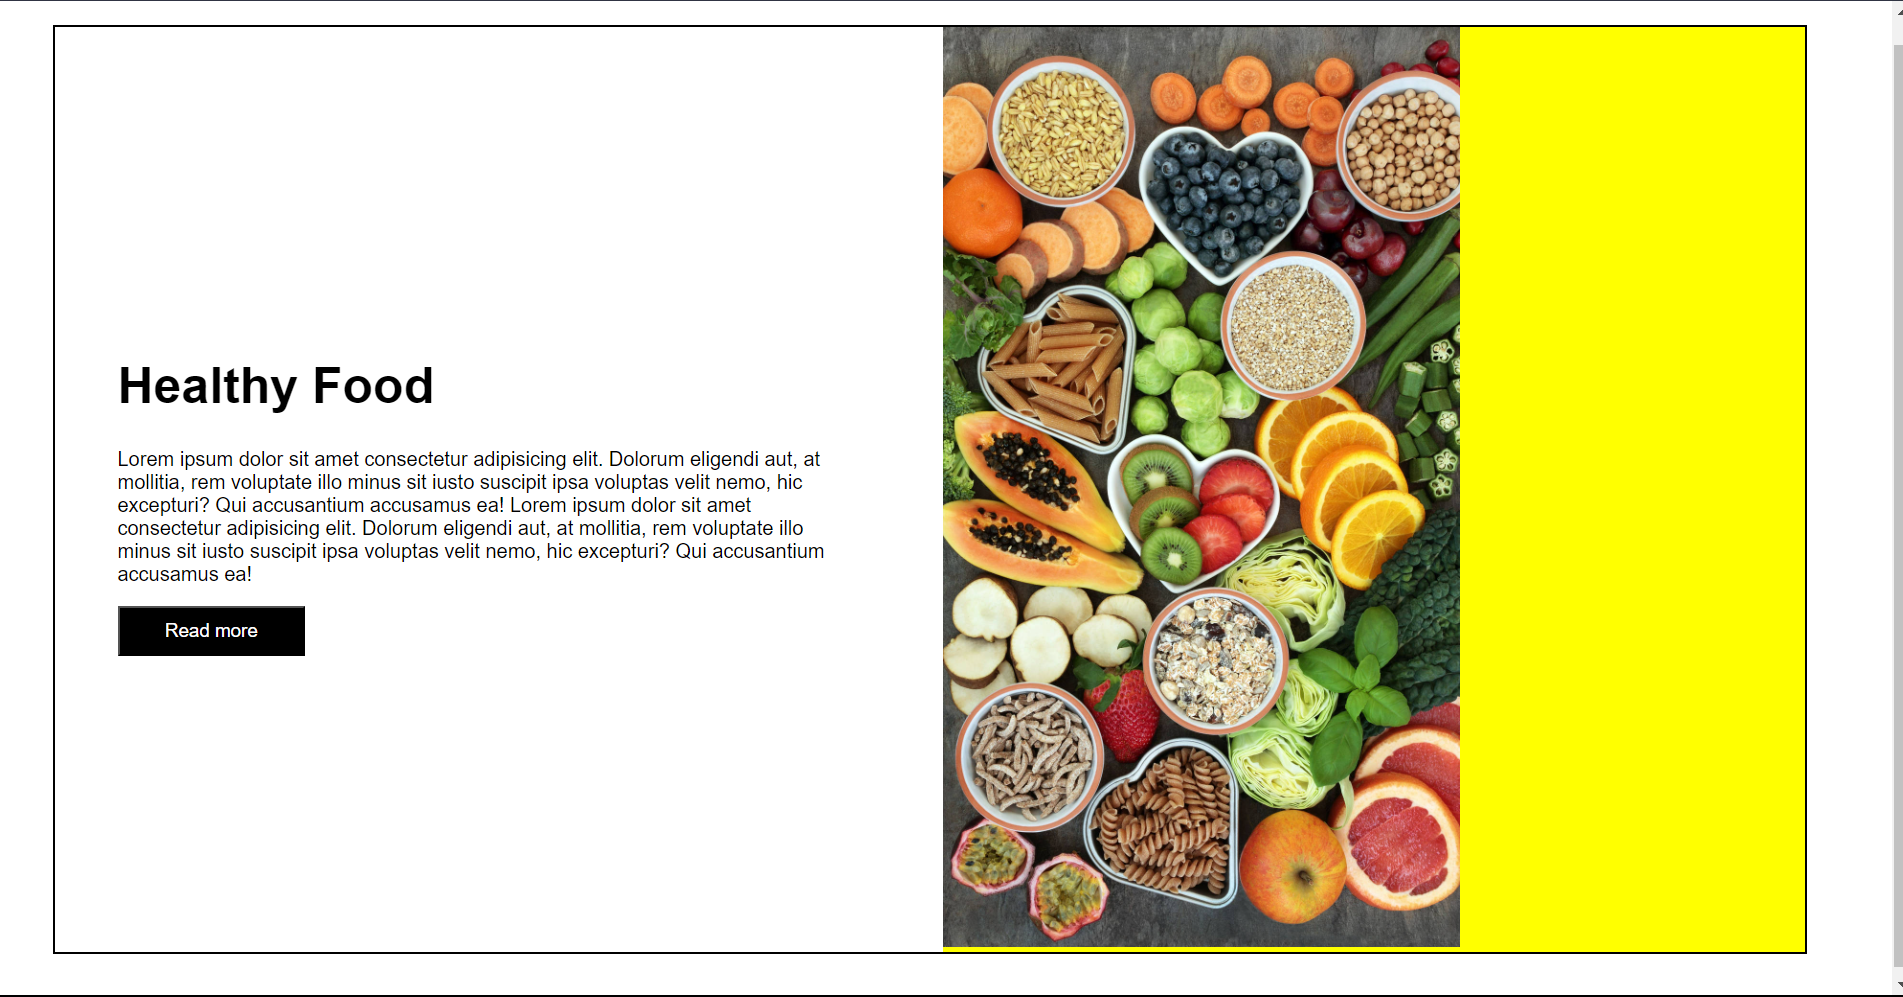 Healthy Food
Lorem ipsum dolor sit amet consectetur adipisicing elit. Dolorum eligendi aut, at
mollitia, rem voluptate illo minus sit iusto suscipit ipsa voluptas velit nemo, hic
excepturi? Qui accusantium accusamus ea! Lorem ipsum dolor sit amet
consectetur adipisicing elit. Dolorum eligendi aut, at mollitia, rem voluptate illo
minus sit iusto suscipit ipsa voluptas velit nemo, hic excepturi? Qui accusantium
accusamus ea!
Read more